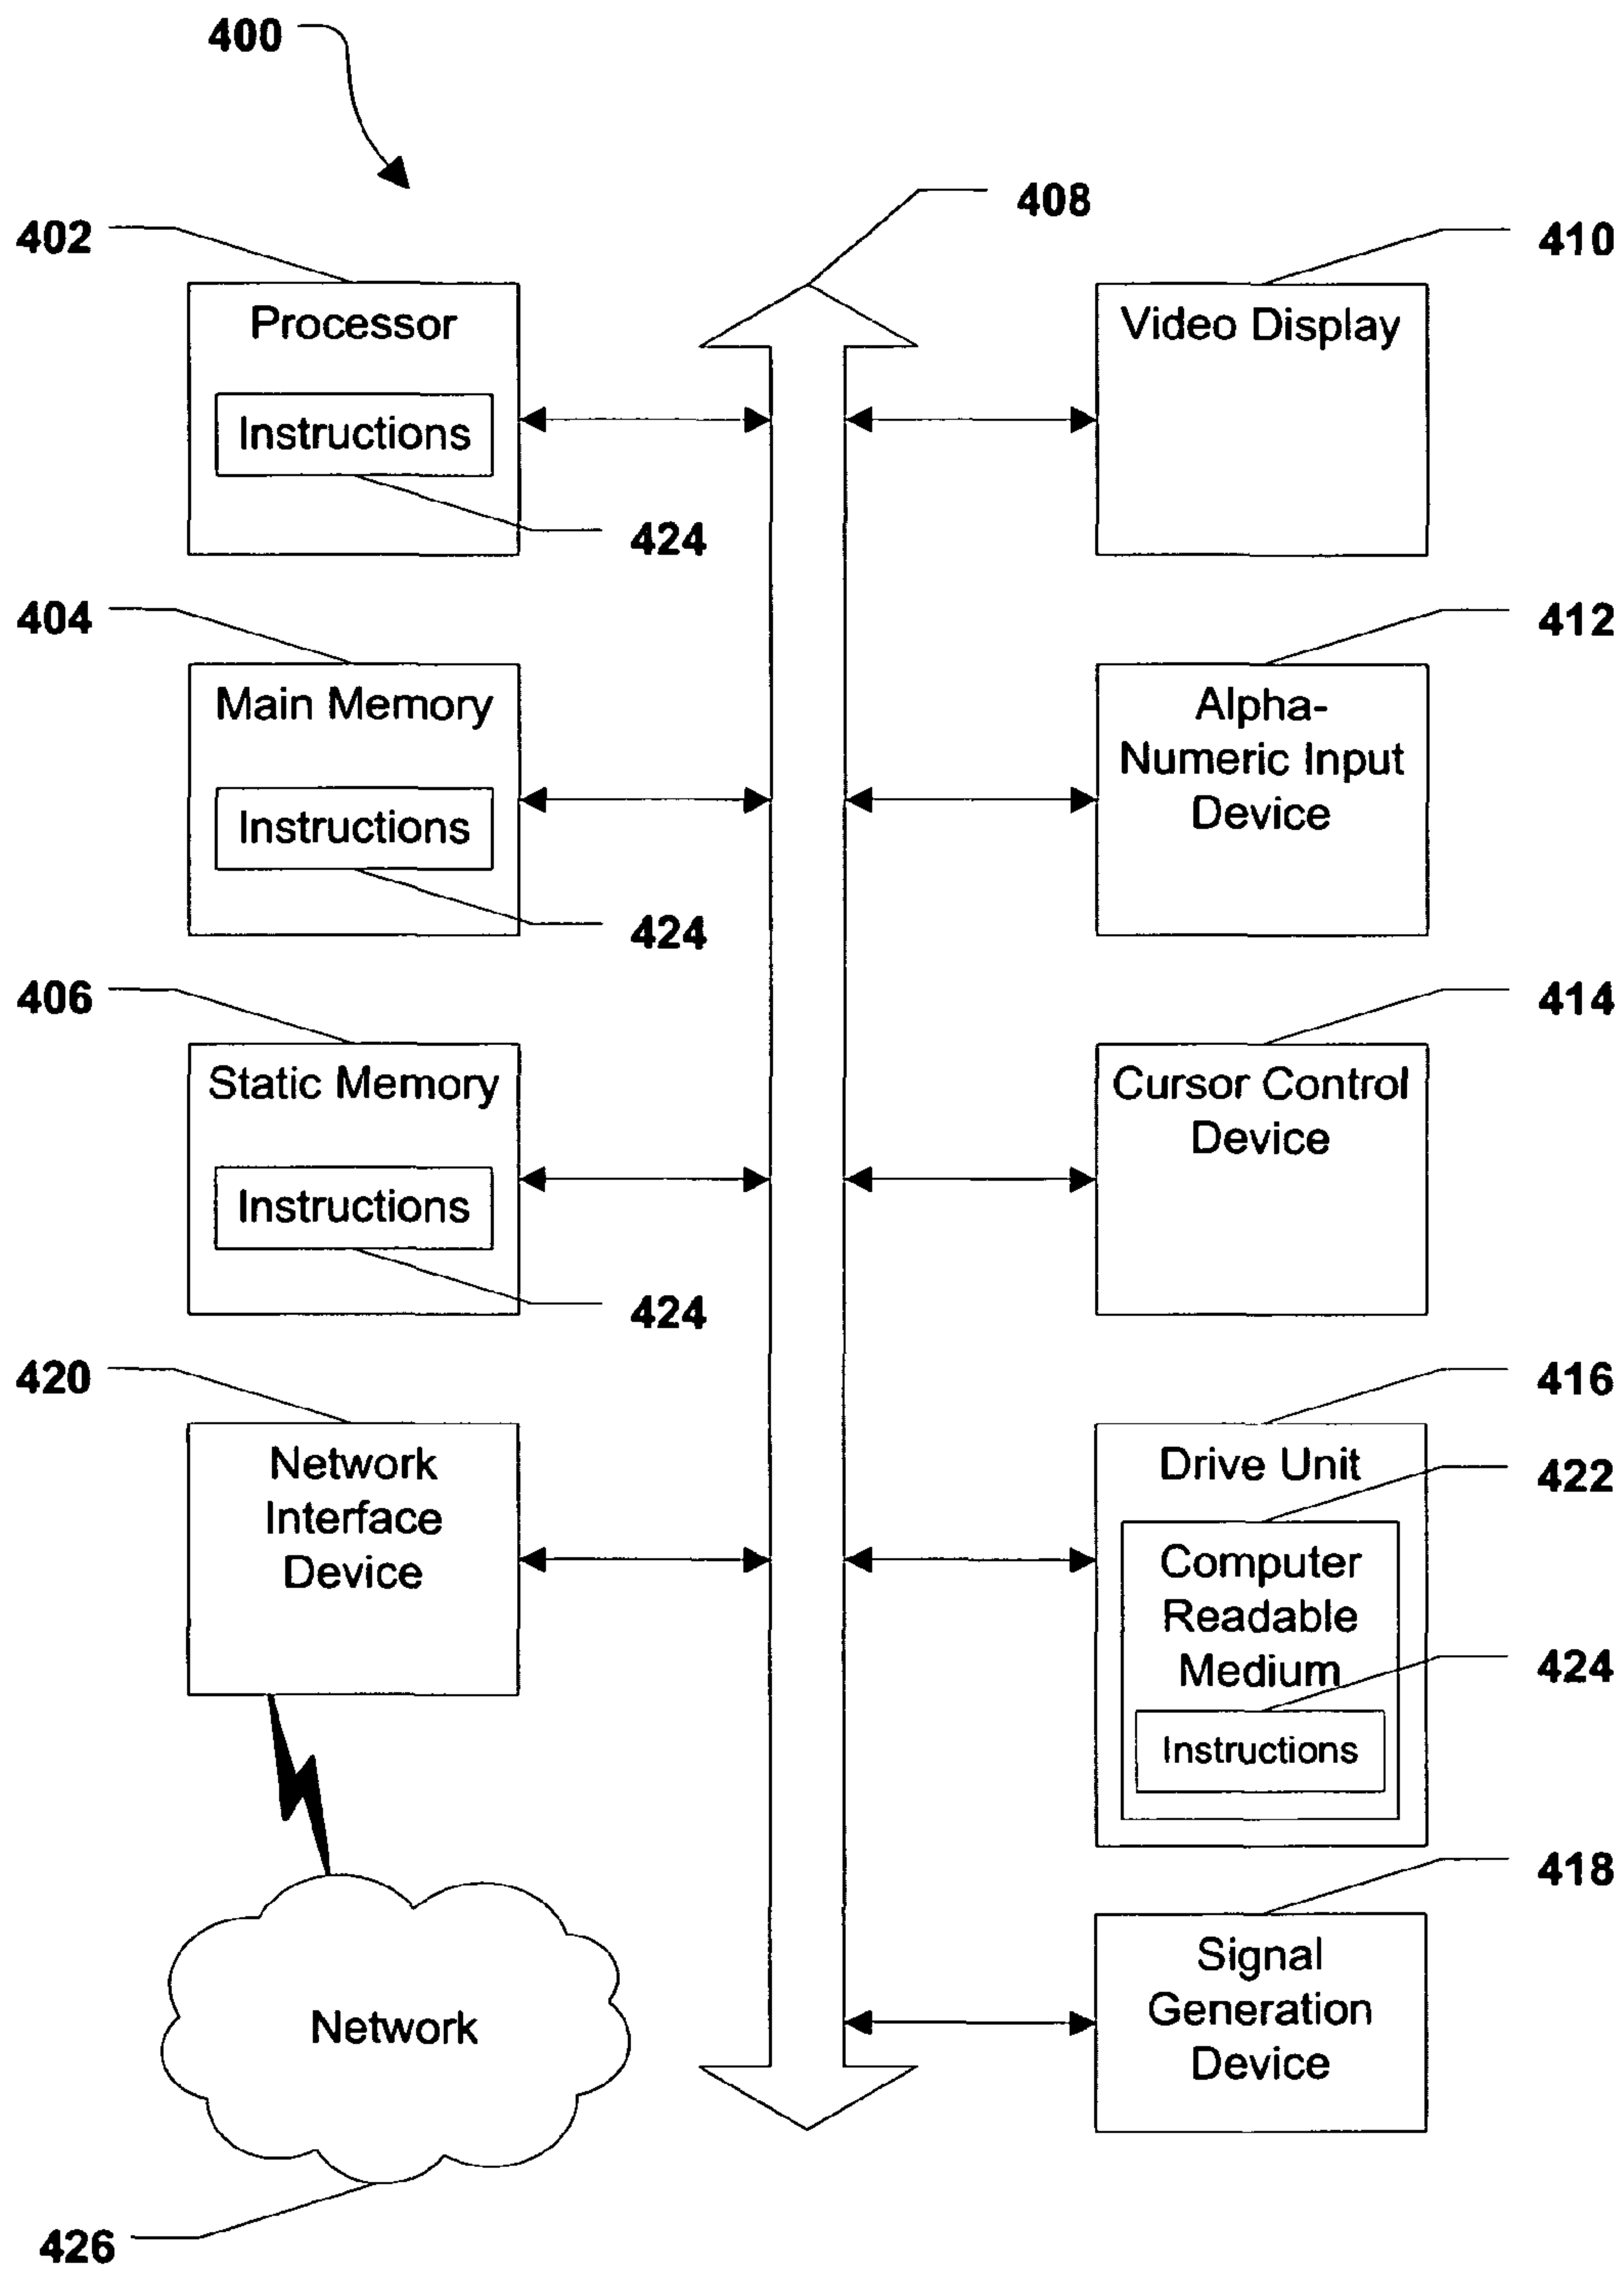 400
408
402
410
Processor
Video Display
Instructions
424
404
412
Main Memory
Alpha-
Numeric Input
Device
Instructions
424
406
414
Static Memory
Cursor Control
Device
Instructions
424
420
416
Network
Interface
Device
Drive Unit
422
Computer
Readable
Medium
424
Instructions
418
Signal
Generation
Device
Network
426